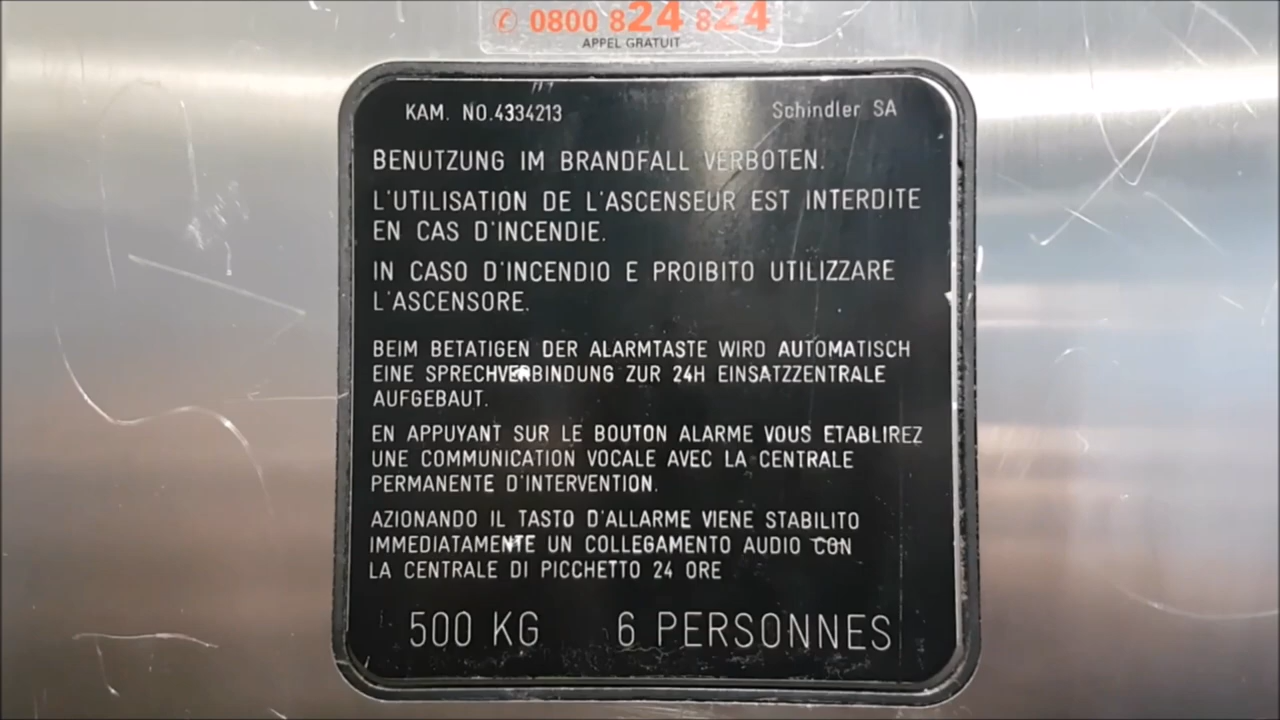 ✆ 0800 824 824
APPEL GRATUIT
KAM. NO.4334213 Schindler SA
BENUTZUNG IM BRANDFALL VERBOTEN.
L'UTILISATION DE L'ASCENSEUR EST INTERDITE
EN CAS D'INCENDIE.
IN CASO D'INCENDIO E PROIBITO UTILIZZARE
L'ASCENSORE.
BEIM BETATIGEN DER ALARMTASTE WIRD AUTOMATISCH
EINE SPRECHVERBINDUNG ZUR 24H EINSATZZENTRALE
AUFGEBAUT.
EN APPUYANT SUR LE BOUTON ALARME VOUS ETABLIREZ
UNE COMMUNICATION VOCALE AVEC LA CENTRALE
PERMANENTE D'INTERVENTION.
AZIONANDO IL TASTO D'ALLARME VIENE STABILITO
IMMEDIATAMENTE UN COLLEGAMENTO AUDIO CON
LA CENTRALE DI PICCHETTO 24 ORE
500 KG 6 PERSONNES